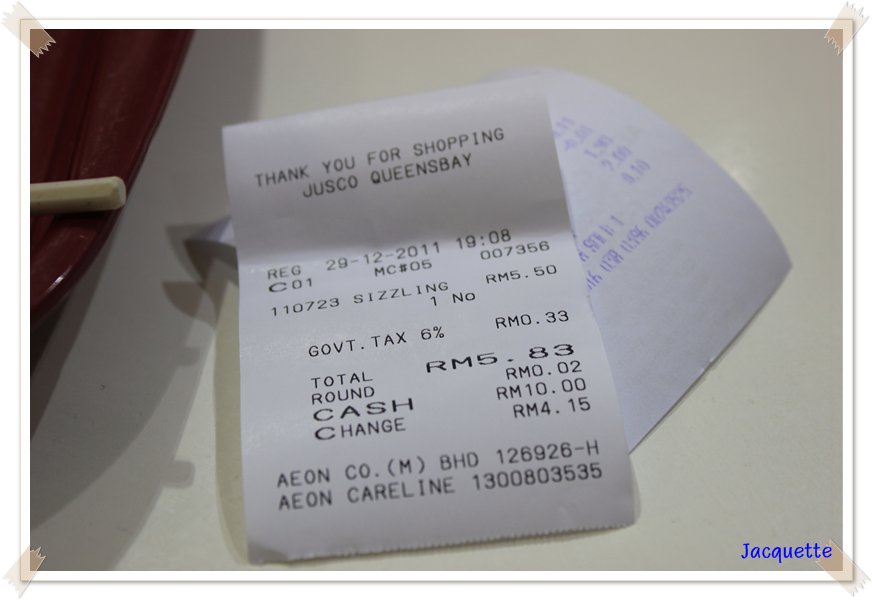 THANK YOU FOR SHOPPING
JUSCO QUEENSBAY
REG 29-12-2011 19:08
C01 MC#05 007356
110723 SIZZLING RM5.50
1 No
GOVT.TAX 6% RM0.33
TOTAL RM5.83
ROUND RM0.02
CASH RM10.00
CHANGE RM4.15
AEON CO.(M) BHD 126926-H
AEON CARELINE 1300803535
Jacquette